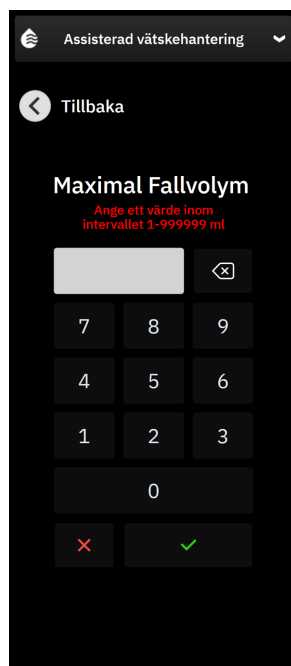 Assisterad vätskehantering
Tillbaka
Maximal Fallvolym
Ange ett värde inom
intervallet 1-999999 ml
7 8 9
4 5 6
1 2 3
0